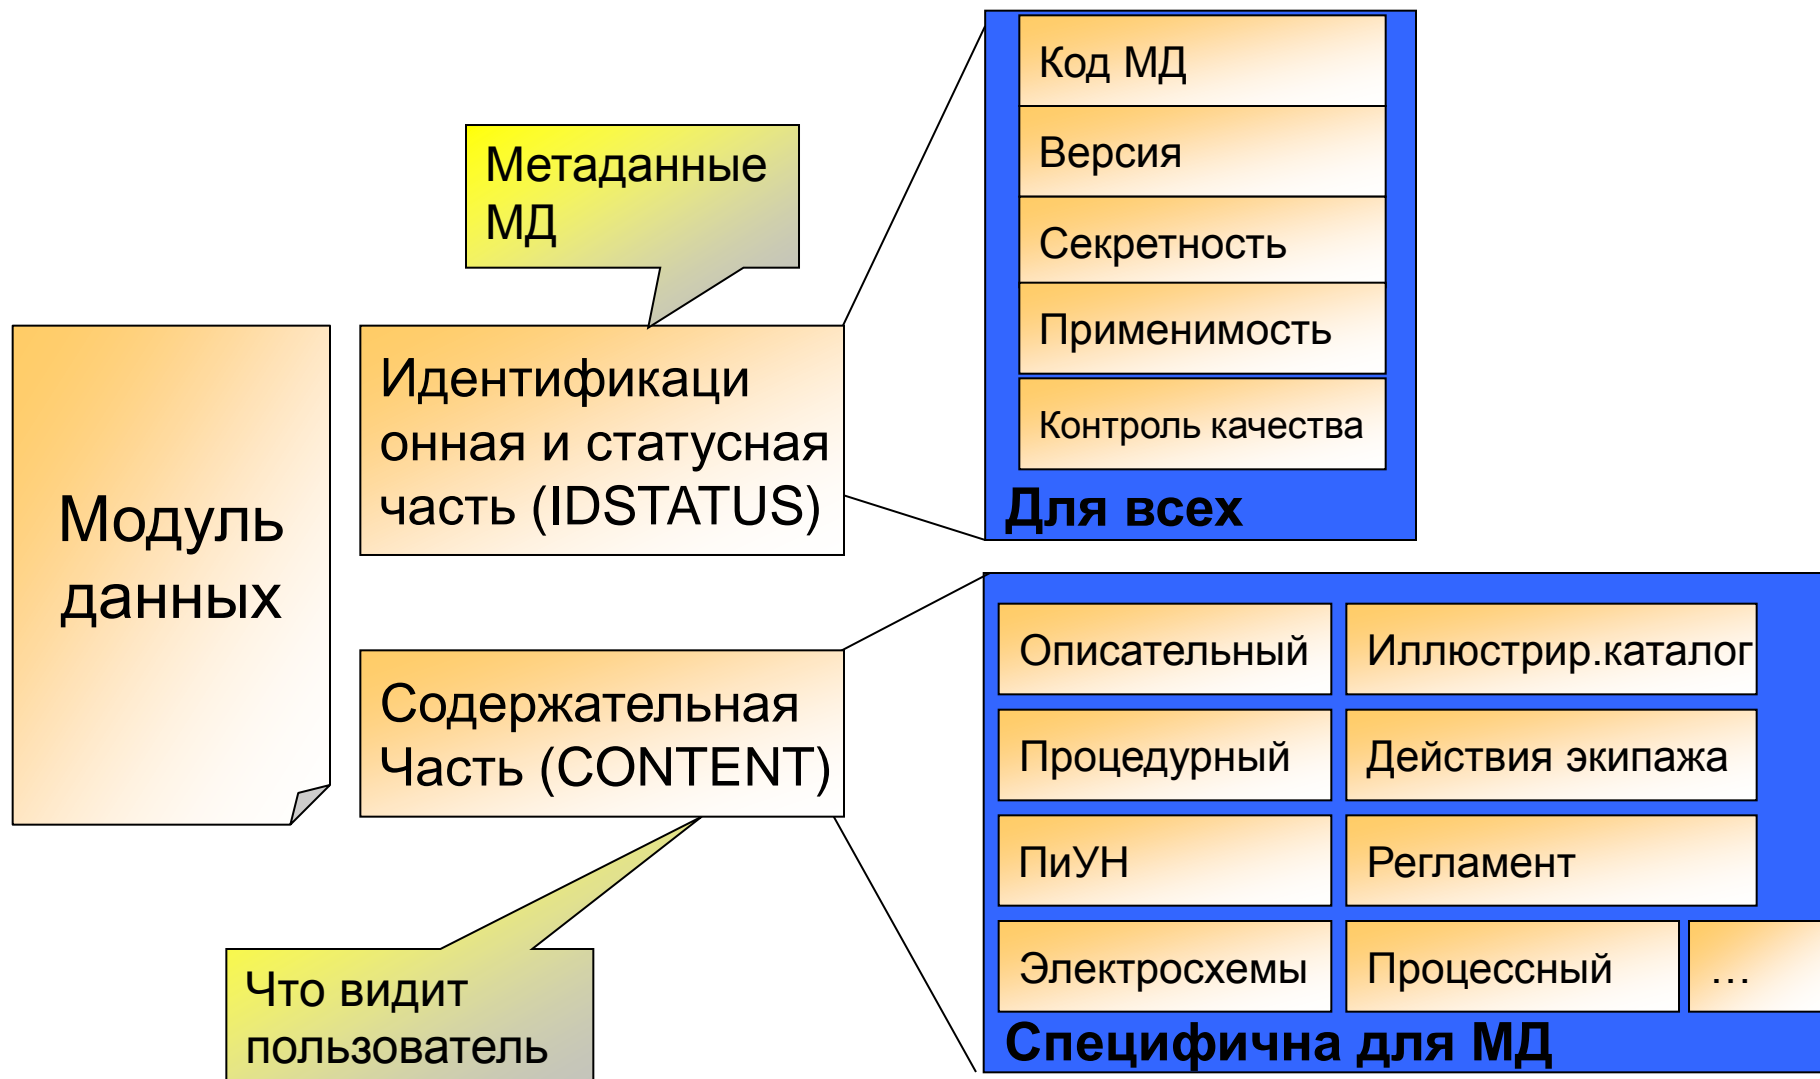 Модуль
данных
Метаданные
МД
Идентификаци
онная и статусная
часть (IDSTATUS)
Код МД
Версия
Секретность
Применимость
Контроль качества
Для всех
Содержательная
Часть (CONTENT)
Что видит
пользователь
Описательный
Иллюстрир.каталог
Процедурный
Действия экипажа
ПиУН
Регламент
Электросхемы
Процессный
…
Специфична для МД